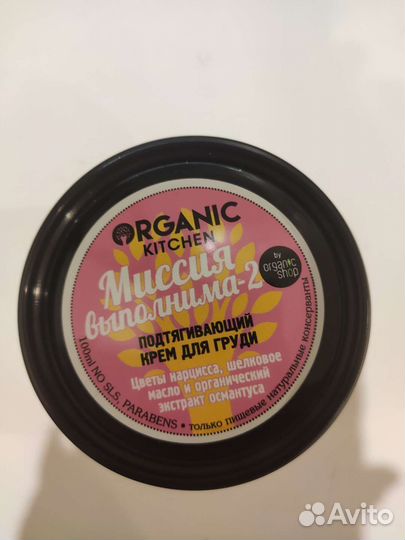 ORGANIC
KITCHEN
Миссия
выполнима-2
by
organic
shop
ПОДТЯГИВАЮЩИЙ
КРЕМ ДЛЯ ГРУДИ
Цветы нарцисса, шелковое
масло и органический
экстракт османтуса
100ml NO SLS, PARABENS • только пищевые натуральные консерванты
Avito